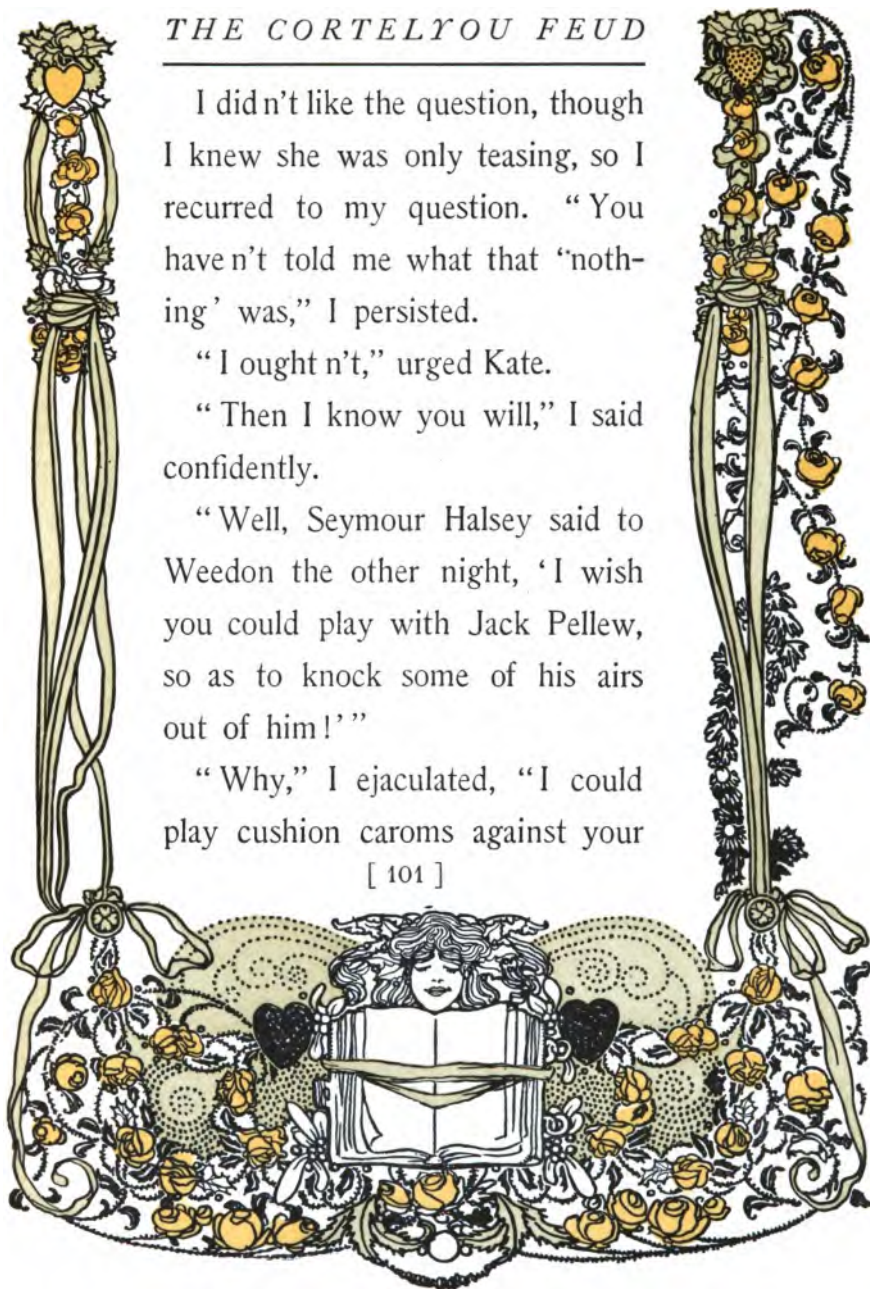 THE CORTELYOU FEUD
I did n't like the question, though
I knew she was only teasing, so I
recurred to my question. “ You
have n't told me what that ‘'noth-
ing ’ was,” I persisted.
“ I ought n't,” urged Kate.
“ Then I know you will,” I said
confidently.
“ Well, Seymour Halsey said to
Weedon the other night, ‘ I wish
you could play with Jack Pellew,
so as to knock some of his airs
out of him ! ’ ”
“ Why,” I ejaculated, “ I could
play cushion caroms against your
[ 101 ]